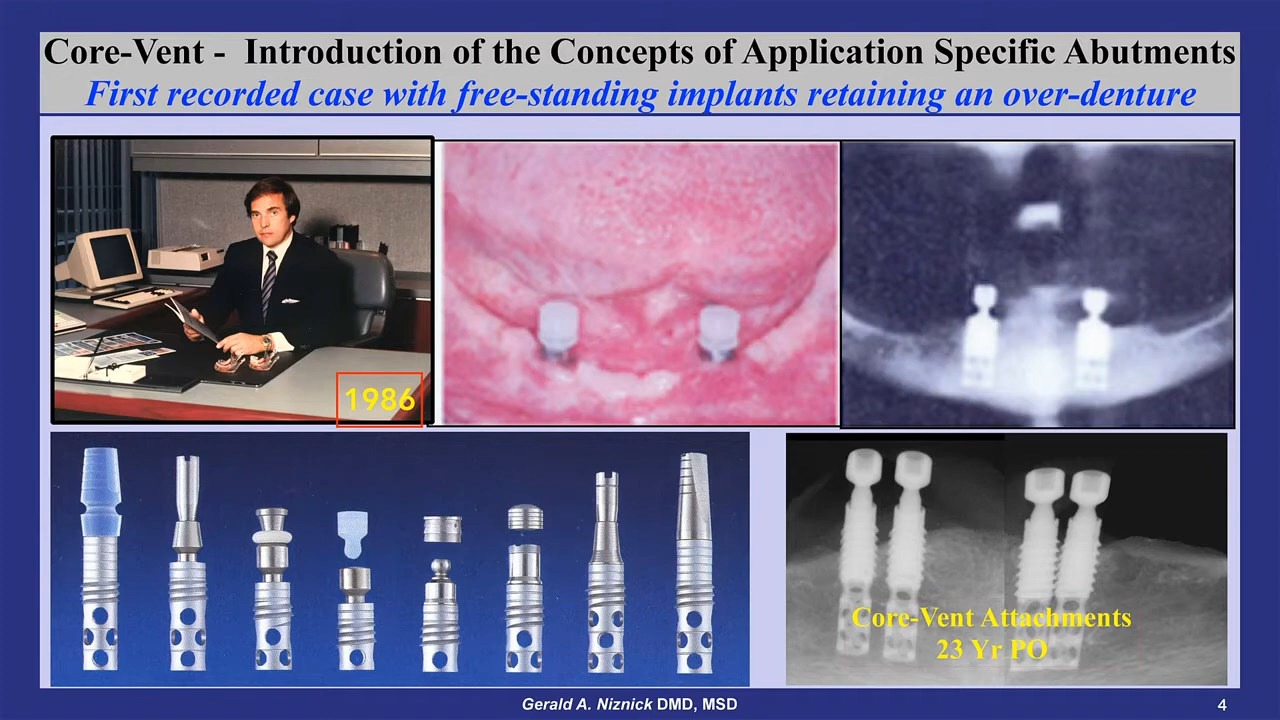 Core-Vent - Introduction of the Concepts of Application Specific Abutments
First recorded case with free-standing implants retaining an over-denture
1986
Core-Vent Attachments
23 Yr PO
Gerald A. Niznick DMD, MSD
4